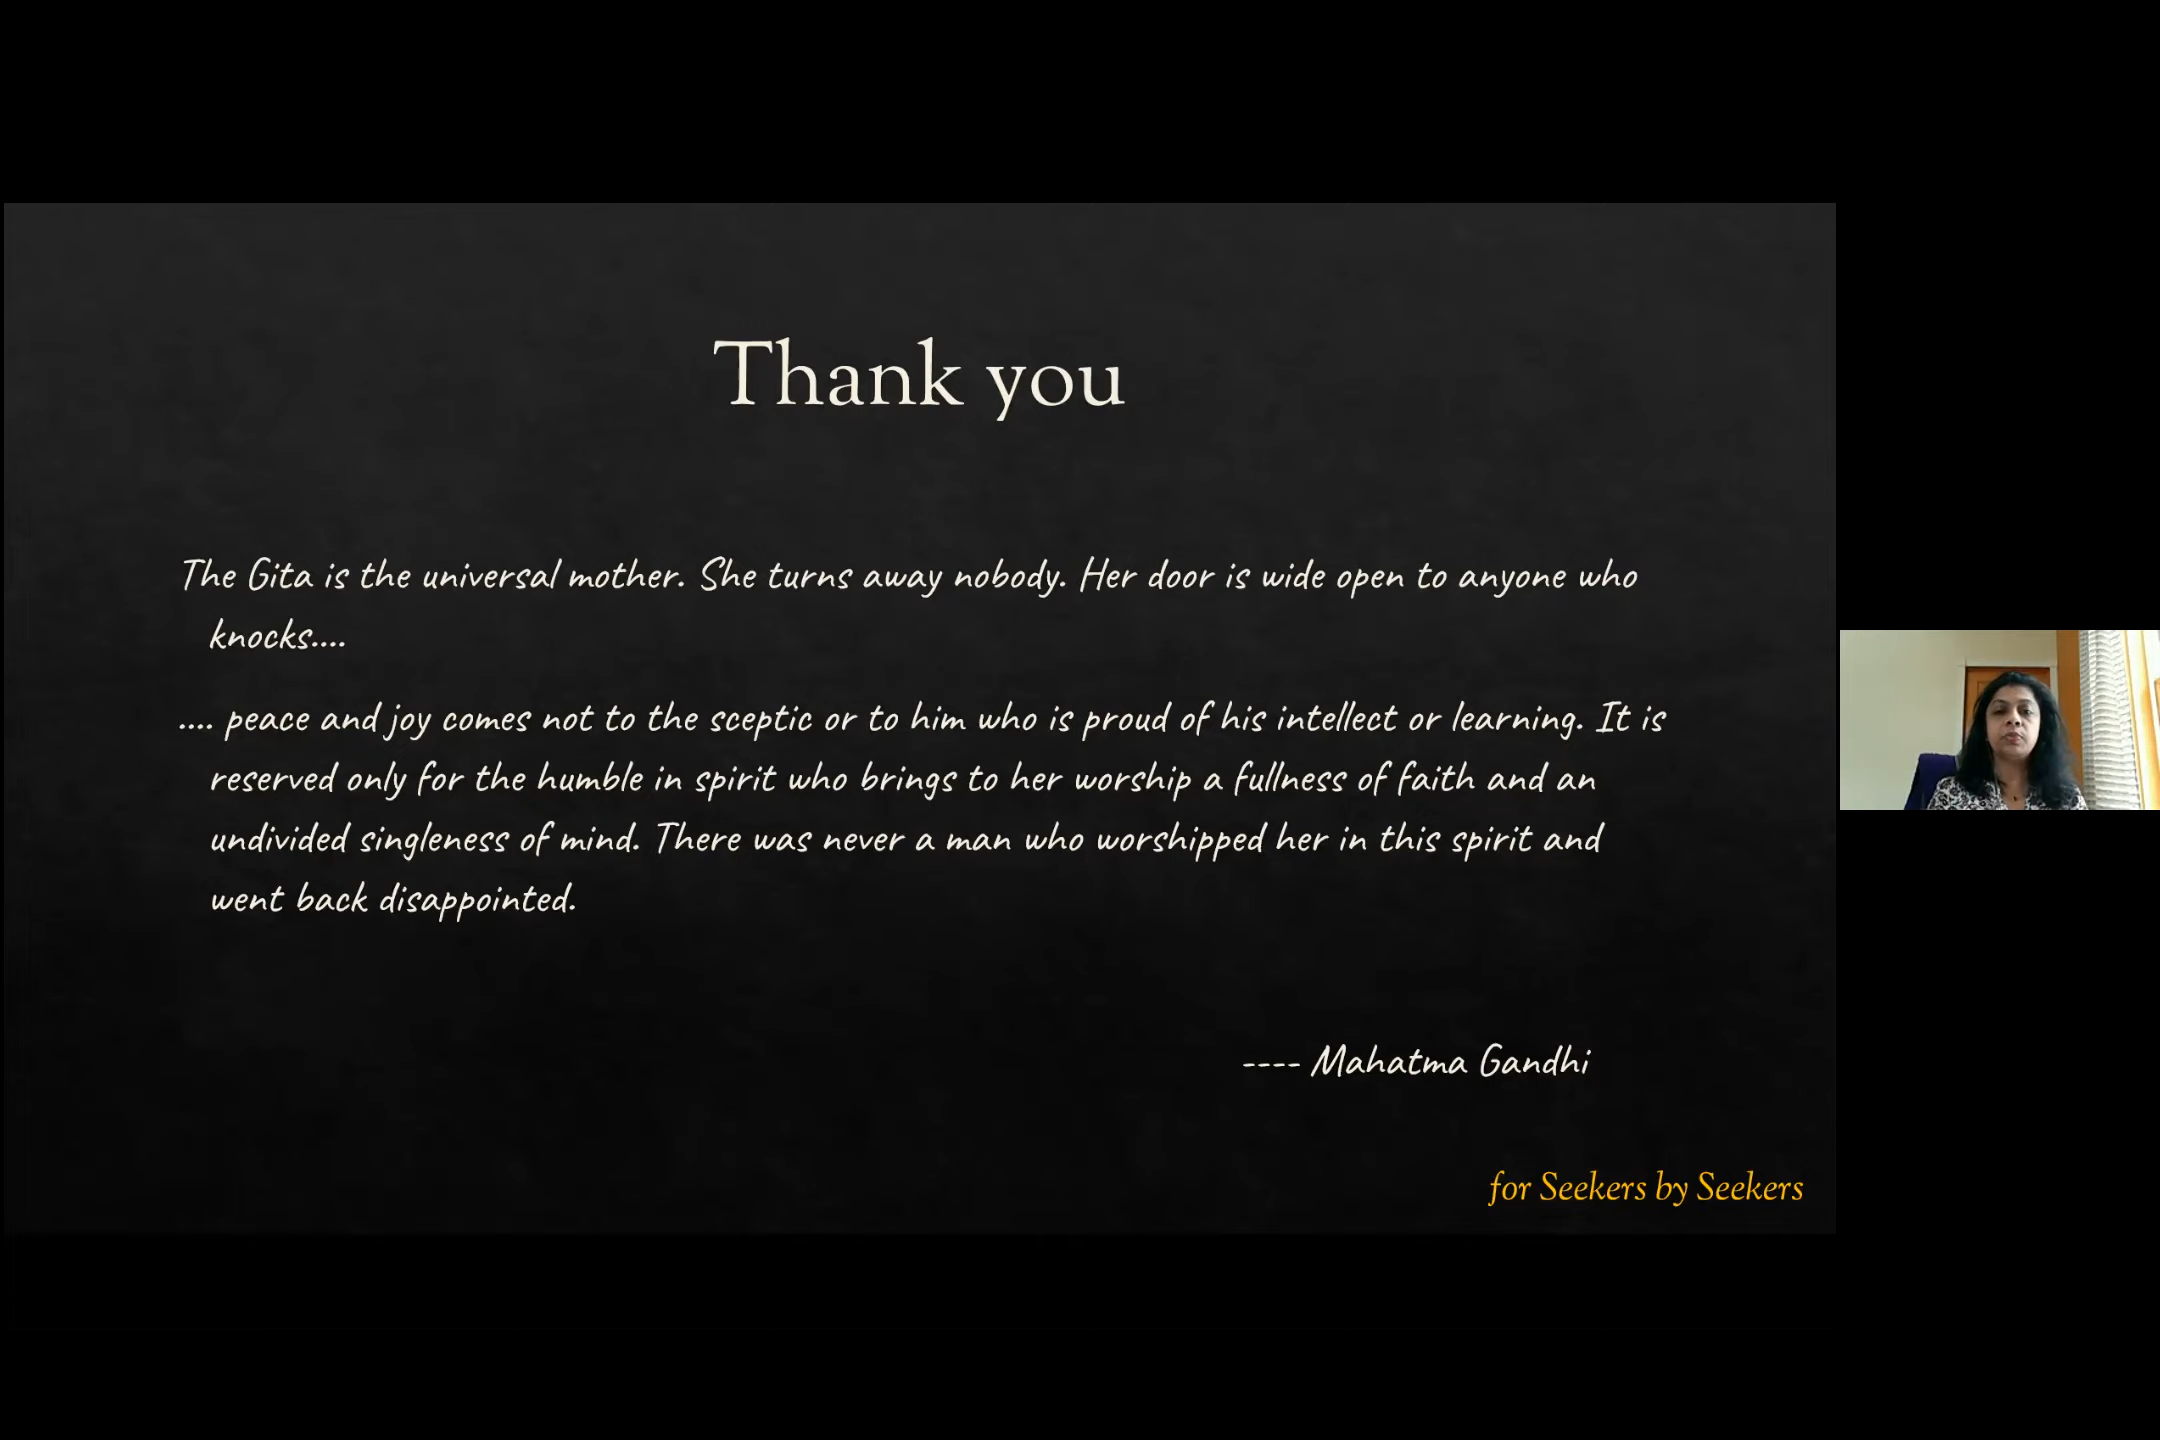 Thank you
The Gita is the universal mother. She turns away nobody. Her door is wide open to anyone who
knocks....
.... peace and joy comes not to the sceptic or to him who is proud of his intellect or learning. It is
reserved only for the humble in spirit who brings to her worship a fullness of faith and an
undivided singleness of mind. There was never a man who worshipped her in this spirit and
went back disappointed.
---- Mahatma Gandhi
for Seekers by Seekers